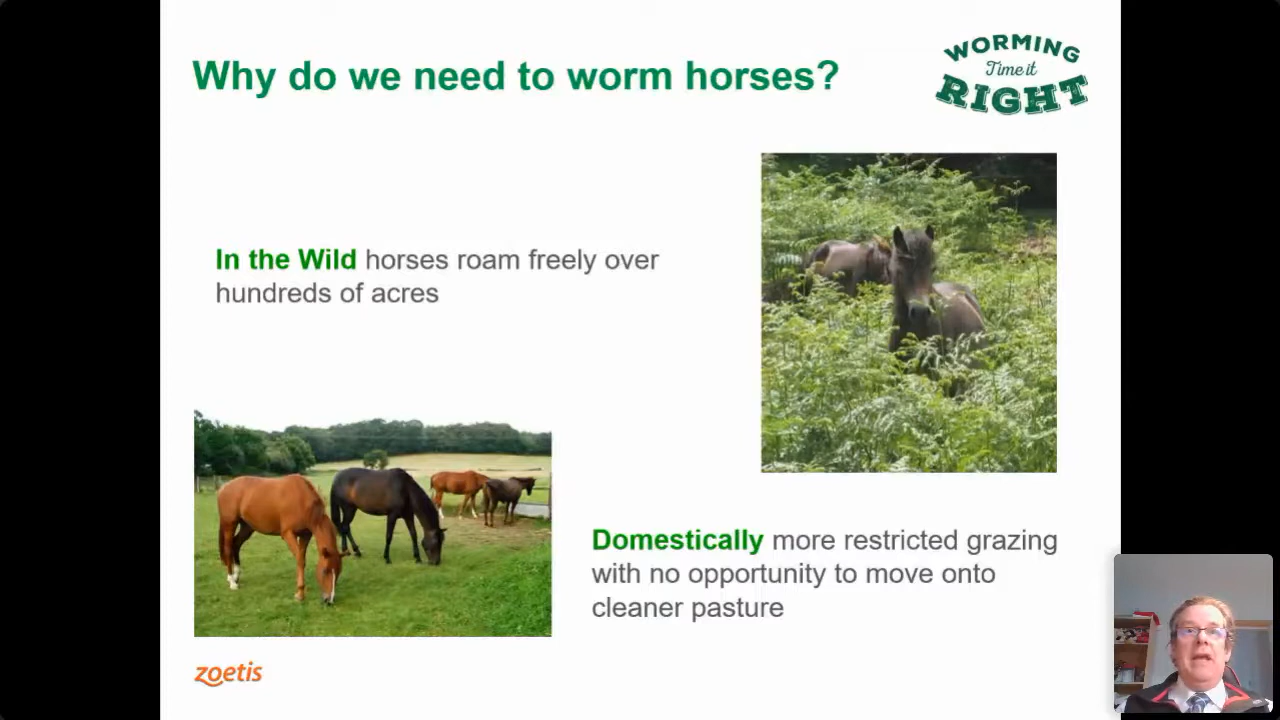 Why do we need to worm horses?
WORMING
Time it
RIGHT
In the Wild horses roam freely over
hundreds of acres
Domestically more restricted grazing
with no opportunity to move onto
cleaner pasture
zoetis